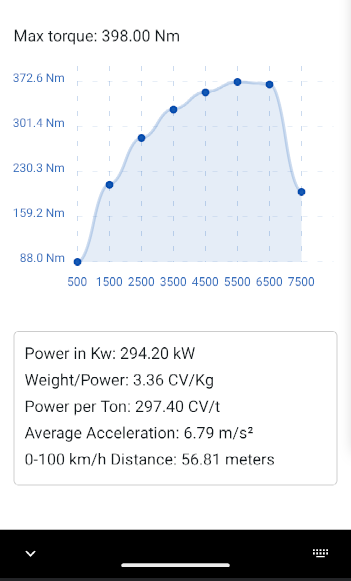 Max torque: 398.00 Nm
372.6 Nm
301.4 Nm
230.3 Nm
159.2 Nm
88.0 Nm
500 1500 2500 3500 4500 5500 6500 7500
Power in Kw: 294.20 kW
Weight/Power: 3.36 CV/Kg
Power per Ton: 297.40 CV/t
Average Acceleration: 6.79 m/s²
0-100 km/h Distance: 56.81 meters